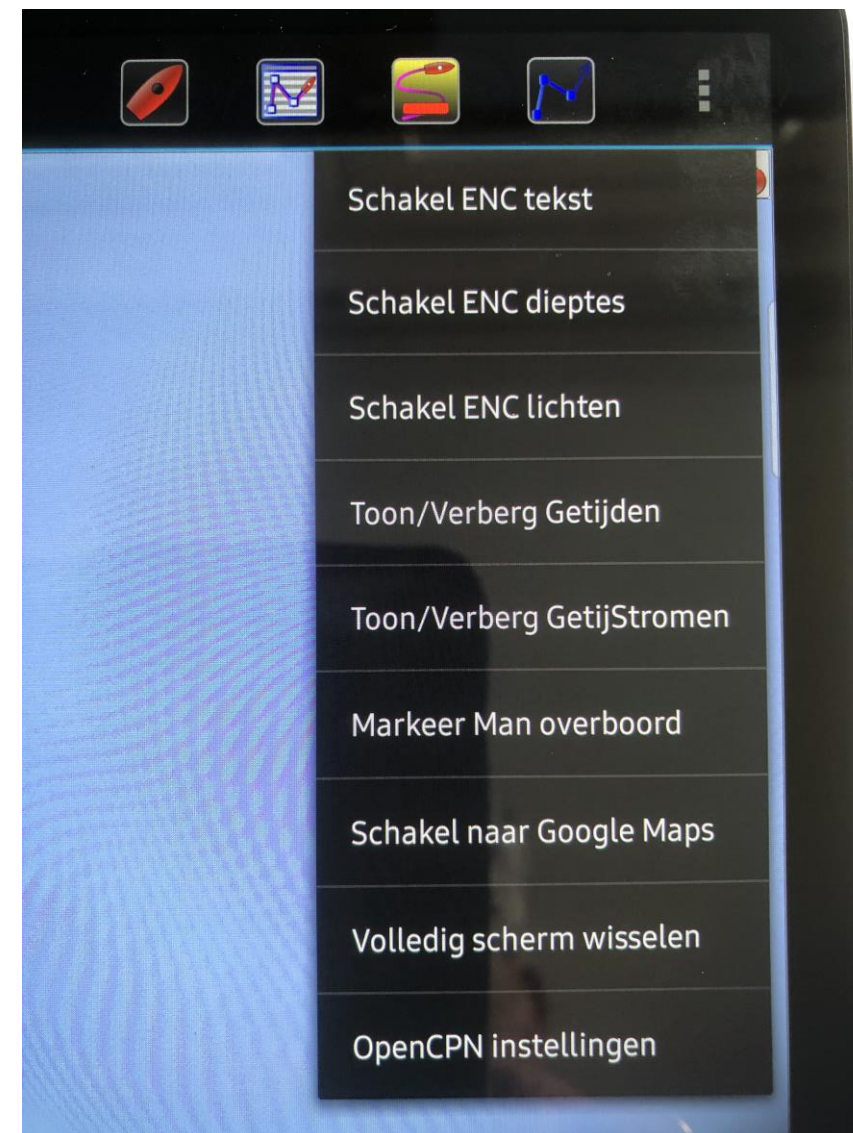 Schakel ENC tekst
Schakel ENC dieptes
Schakel ENC lichten
Toon/Verberg Getijden
Toon/Verberg GetijStromen
Markeer Man overboord
Schakel naar Google Maps
Volledig scherm wisselen
OpenCPN instellingen